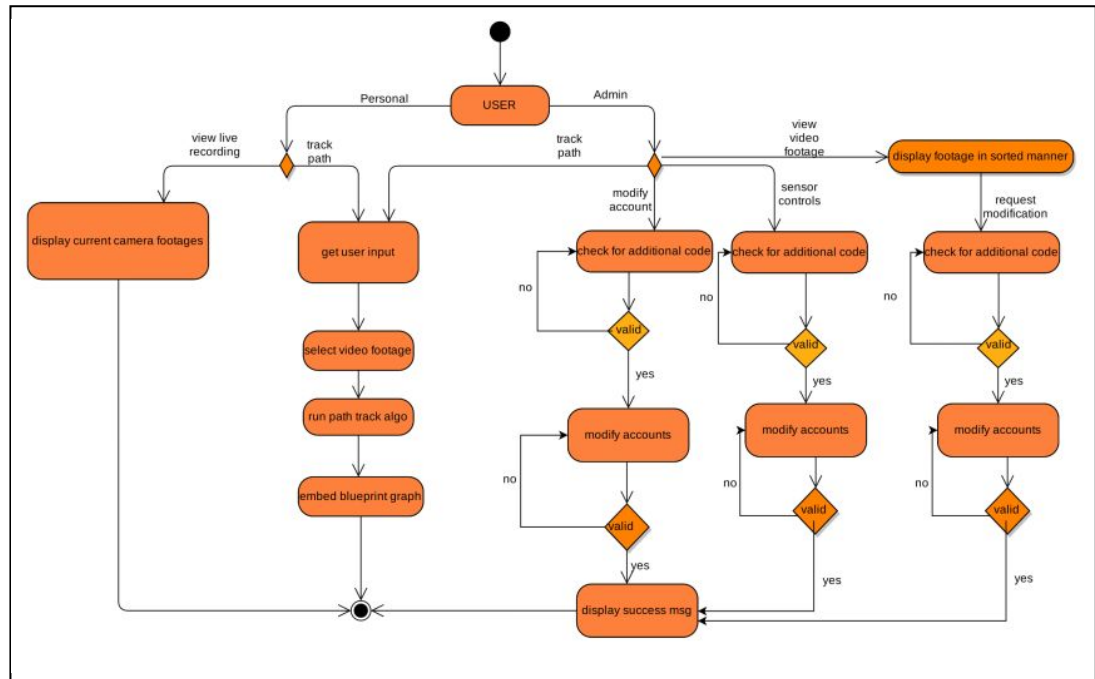 Personal
USER
Admin
view live
recording
track
path
track
path
view
video
footage
display footage in sorted manner
modify
account
sensor
controls
request
modification
display current camera footages
get user input
check for additional code
check for additional code
check for additional code
no
no
no
valid
valid
valid
select video footage
yes
yes
yes
run path track algo
modify accounts
modify accounts
modify accounts
no
no
no
embed blueprint graph
valid
valid
valid
yes
yes
yes
display success msg